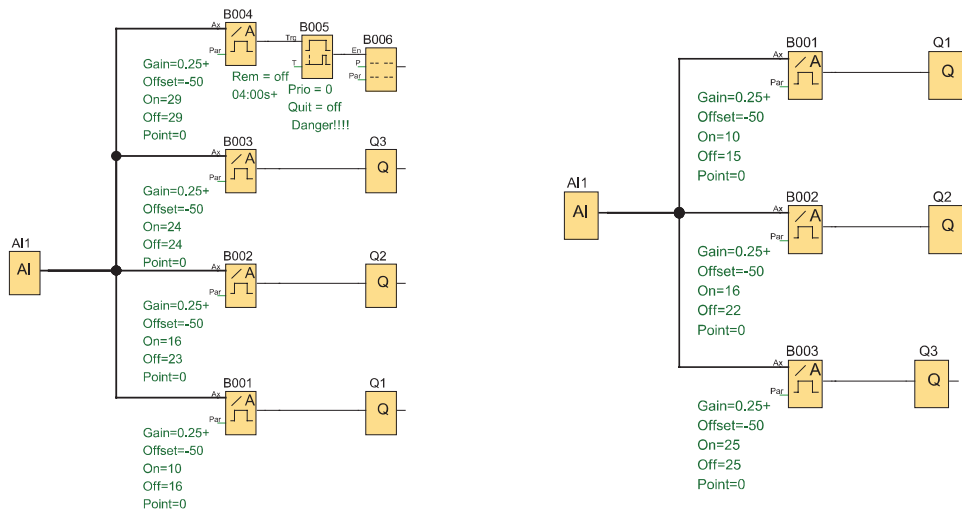 B004
Ax
A
Par
Gain=0.25+
Offset=-50
On=29
Off=29
Point=0
Rem = off
04:00s+
B005
Trg
T
Prio = 0
Quit = off
Danger!!!!
B006
En
P
Par
B003
Ax
A
Par
Gain=0.25+
Offset=-50
On=24
Off=24
Point=0
Q3
Q
AI1
AI
B002
Ax
A
Par
Gain=0.25+
Offset=-50
On=16
Off=23
Point=0
Q2
Q
B001
Ax
A
Par
Gain=0.25+
Offset=-50
On=10
Off=16
Point=0
Q1
Q
B001
Ax
A
Par
Gain=0.25+
Offset=-50
On=10
Off=15
Point=0
Q1
Q
AI1
AI
B002
Ax
A
Par
Gain=0.25+
Offset=-50
On=16
Off=22
Point=0
Q2
Q
B003
Ax
A
Par
Gain=0.25+
Offset=-50
On=25
Off=25
Point=0
Q3
Q